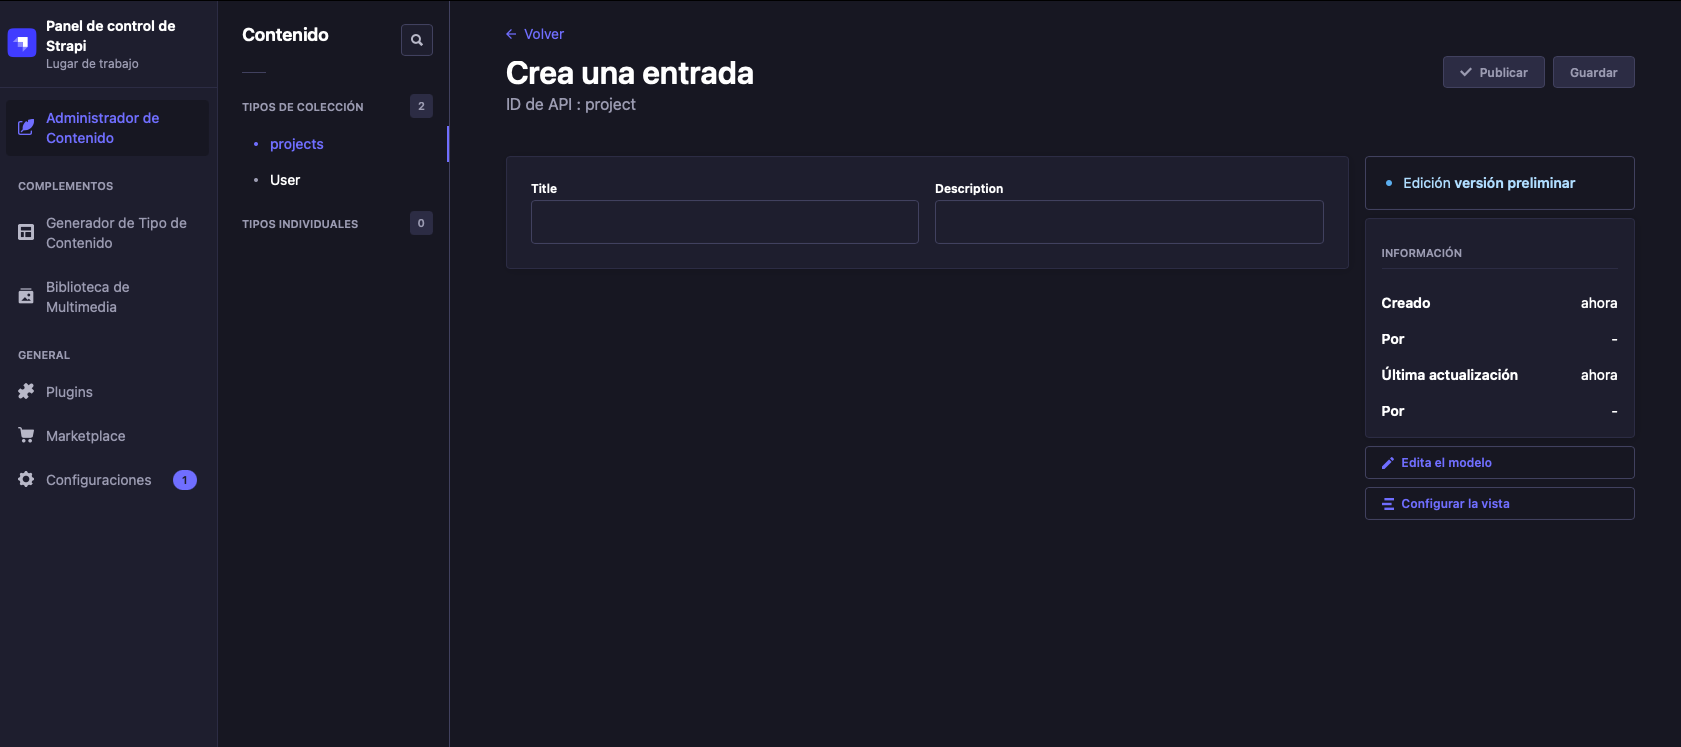 Panel de control de
Strapi
Lugar de trabajo
Administrador de
Contenido
COMPLEMENTOS
Generador de Tipo de
Contenido
Biblioteca de
Multimedia
GENERAL
Plugins
Marketplace
Configuraciones 1
Contenido
TIPOS DE COLECCIÓN 2
projects
User
TIPOS INDIVIDUALES 0
Volver
Crea una entrada
ID de API : project
Publicar
Guardar
Title
Description
Edición versión preliminar
INFORMACIÓN
Creado ahora
Por -
Última actualización ahora
Por -
Edita el modelo
Configurar la vista